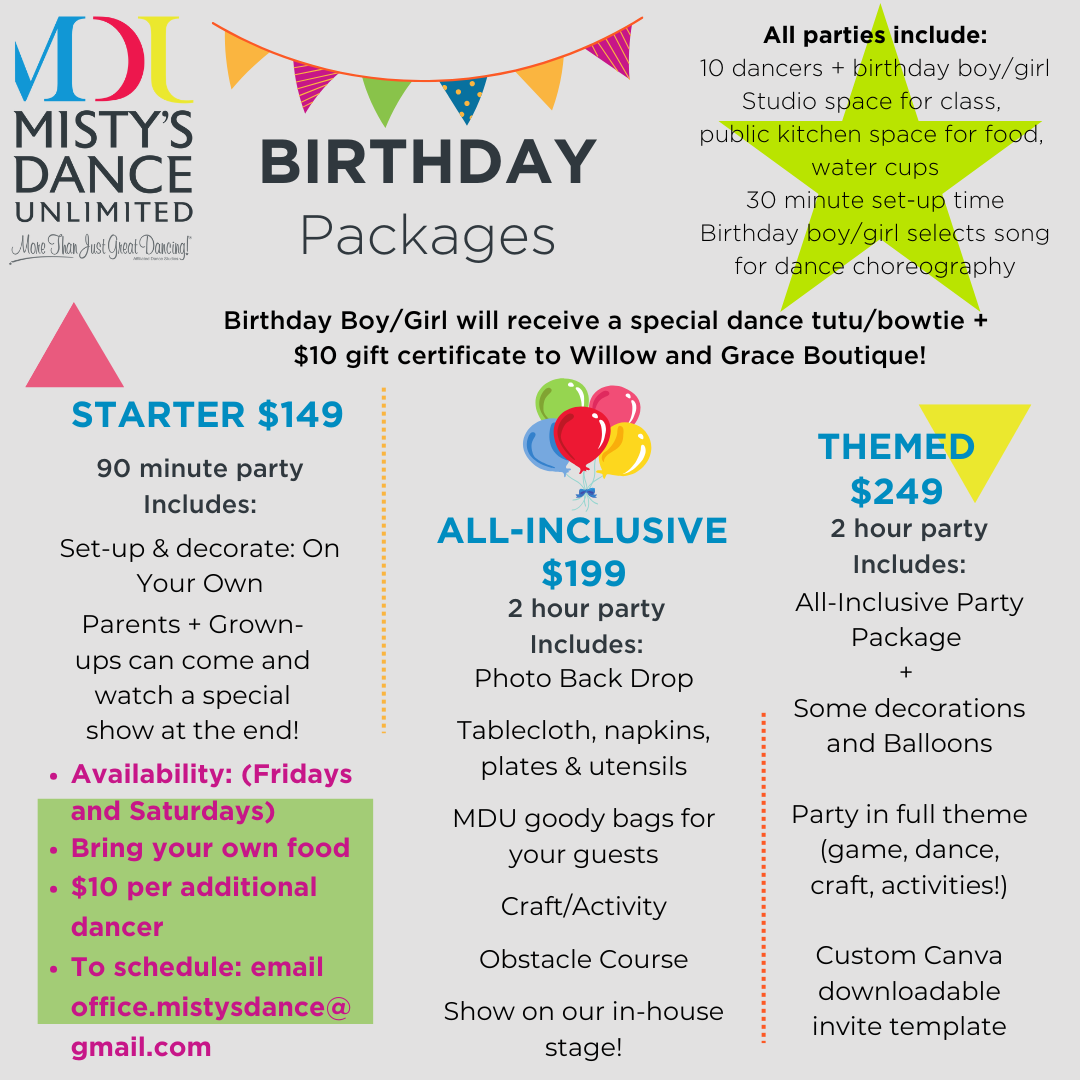 MDU
MISTY'S
DANCE
UNLIMITED
More Than Just Great Dancing!
BIRTHDAY
Packages
All parties include:
10 dancers + birthday boy/girl
Studio space for class,
public kitchen space for food,
water cups
30 minute set-up time
Birthday boy/girl selects song
for dance choreography
Birthday Boy/Girl will receive a special dance tutu/bowtie +
$10 gift certificate to Willow and Grace Boutique!
STARTER $149
90 minute party
Includes:
Set-up & decorate: On
Your Own
Parents + Grown-
ups can come and
watch a special
show at the end!
• Availability: (Fridays
and Saturdays)
• Bring your own food
• $10 per additional
dancer
• To schedule: email
office.mistysdance@
gmail.com
ALL-INCLUSIVE
$199
2 hour party
Includes:
Photo Back Drop
Tablecloth, napkins,
plates & utensils
MDU goody bags for
your guests
Craft/Activity
Obstacle Course
Show on our in-house
stage!
THEMED
$249
2 hour party
Includes:
All-Inclusive Party
Package
+
Some decorations
and Balloons
Party in full theme
(game, dance,
craft, activities!)
Custom Canva
downloadable
invite template